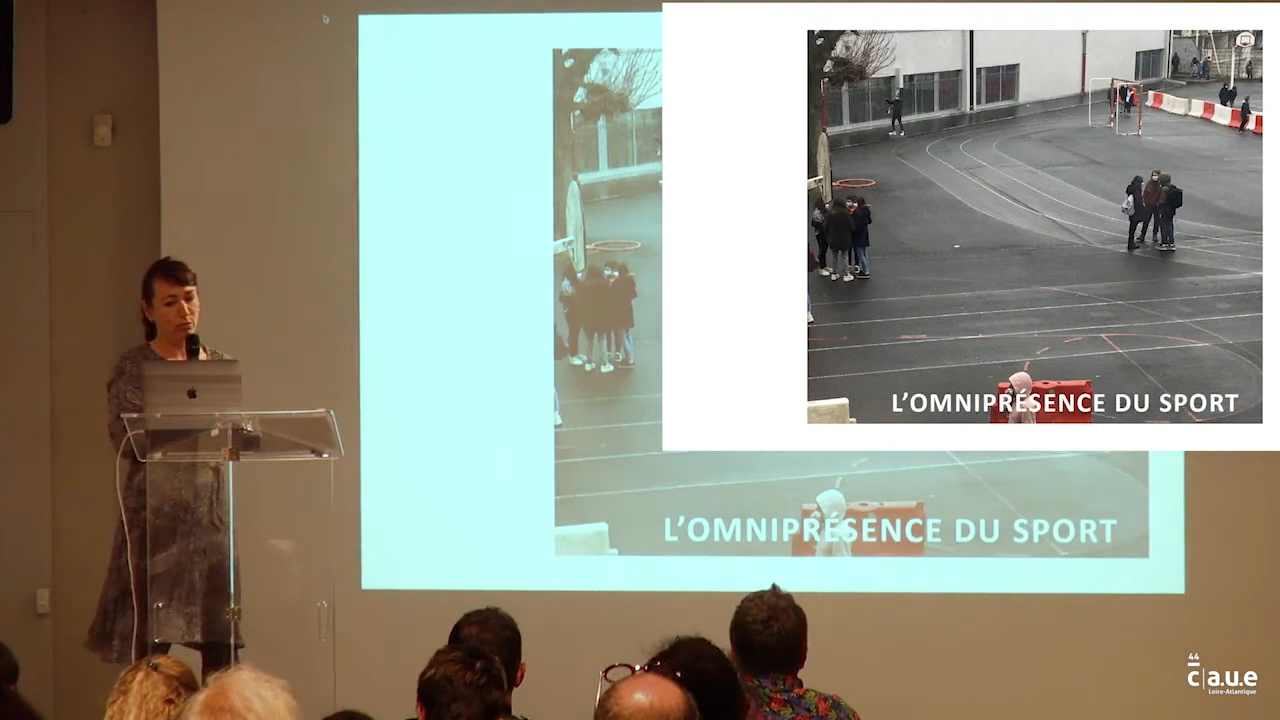 L'OMNIPRÉSENCE DU SPORT
L'OMNIPRÉSENCE DU SPORT
44
c|a.u.e
Loire-Atlantique